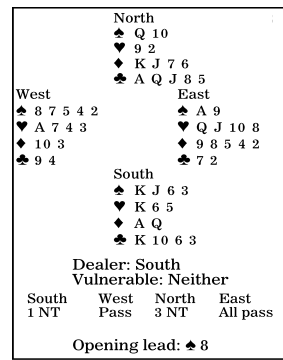 North
♠ Q 10
♥ 9 2
♦ K J 7 6
♣ A Q J 8 5
West
♠ 8 7 5 4 2
♥ A 7 4 3
♦ 10 3
♣ 9 4
East
♠ A 9
♥ Q J 10 8
♦ 9 8 5 4 2
♣ 7 2
South
♠ K J 6 3
♥ K 6 5
♦ A Q
♣ K 10 6 3
Dealer: South
Vulnerable: Neither
South West North East
1 NT Pass 3 NT All pass
Opening lead: ♠ 8